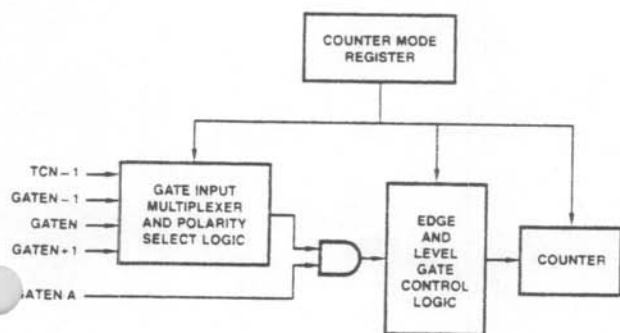 COUNTER MODE
REGISTER
TCN−1
GATEN−1
GATEN
GATEN+1
GATE INPUT
MULTIPLEXER
AND POLARITY
SELECT LOGIC
EDGE
AND
LEVEL
GATE
CONTROL
LOGIC
COUNTER
GATEN A